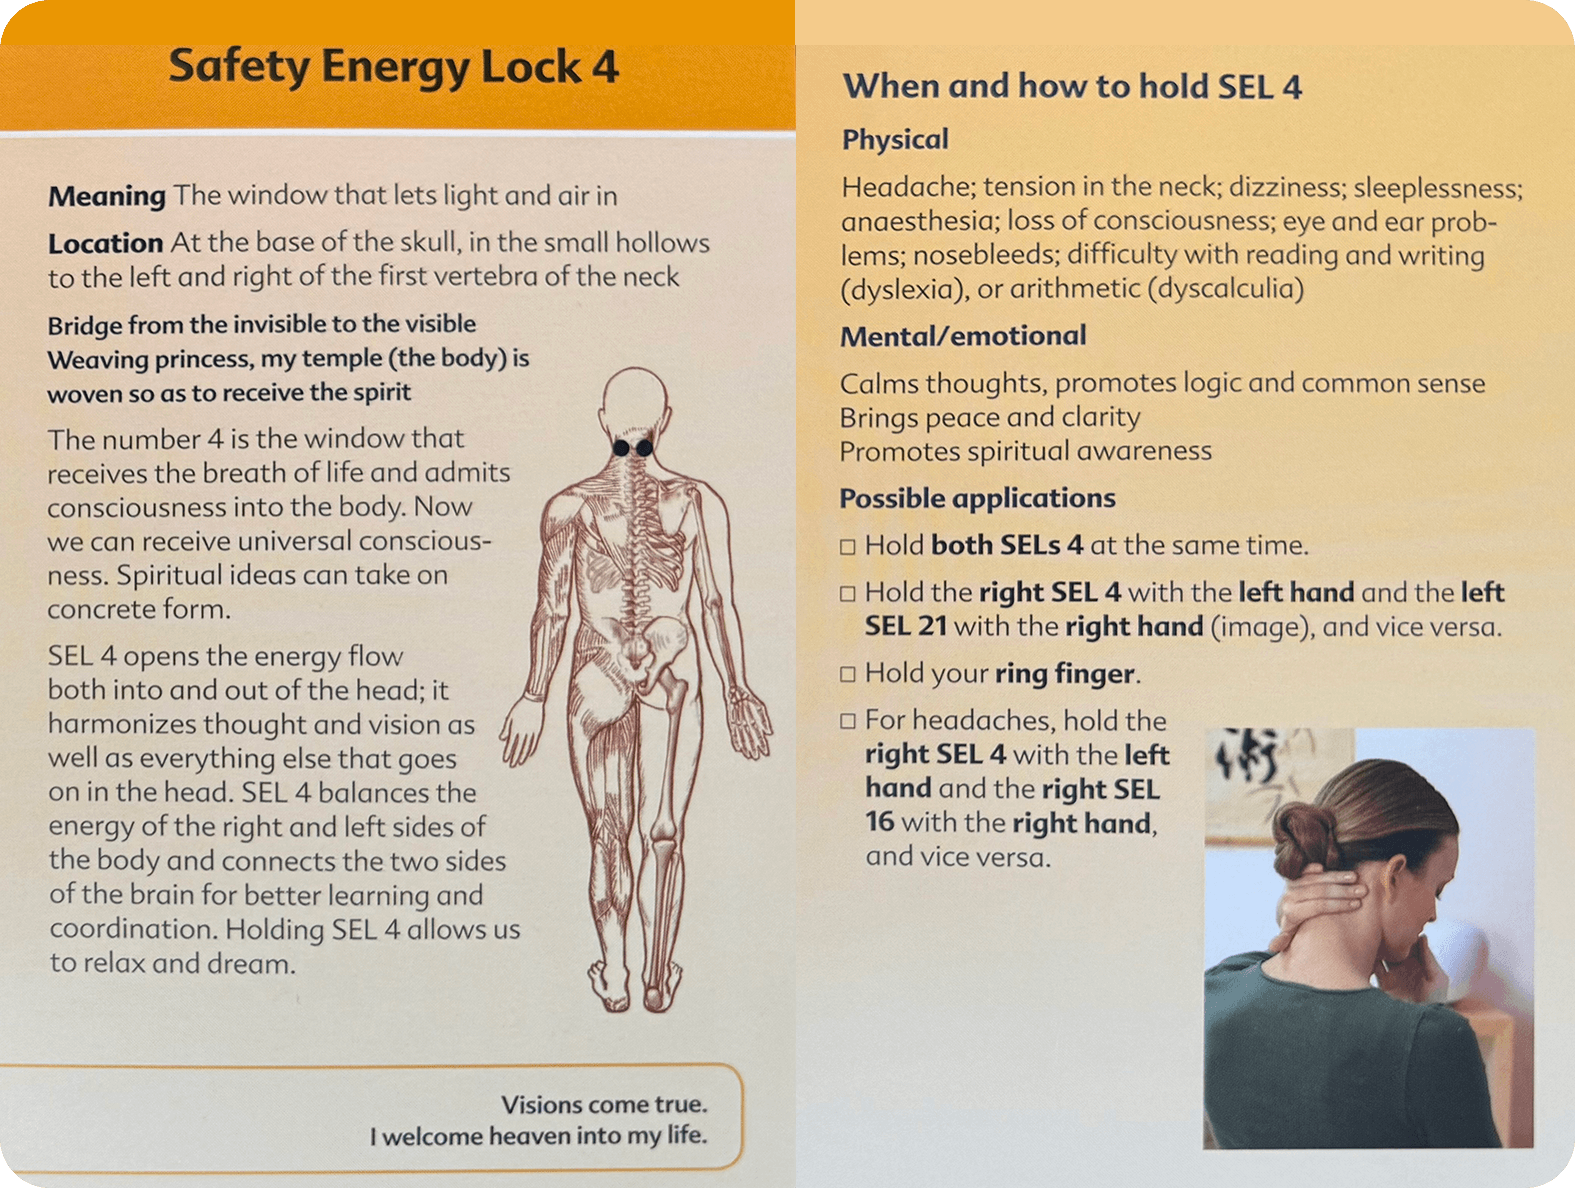 Safety Energy Lock 4
Meaning The window that lets light and air in
Location At the base of the skull, in the small hollows
to the left and right of the first vertebra of the neck
Bridge from the invisible to the visible
Weaving princess, my temple (the body) is
woven so as to receive the spirit
The number 4 is the window that
receives the breath of life and admits
consciousness into the body. Now
we can receive universal conscious-
ness. Spiritual ideas can take on
concrete form.
SEL 4 opens the energy flow
both into and out of the head; it
harmonizes thought and vision as
well as everything else that goes
on in the head. SEL 4 balances the
energy of the right and left sides of
the body and connects the two sides
of the brain for better learning and
coordination. Holding SEL 4 allows us
to relax and dream.
Visions come true.
I welcome heaven into my life.
When and how to hold SEL 4
Physical
Headache; tension in the neck; dizziness; sleeplessness;
anaesthesia; loss of consciousness; eye and ear prob-
lems; nosebleeds; difficulty with reading and writing
(dyslexia), or arithmetic (dyscalculia)
Mental/emotional
Calms thoughts, promotes logic and common sense
Brings peace and clarity
Promotes spiritual awareness
Possible applications
□ Hold both SELs 4 at the same time.
□ Hold the right SEL 4 with the left hand and the left
SEL 21 with the right hand (image), and vice versa.
□ Hold your ring finger.
□ For headaches, hold the
right SEL 4 with the left
hand and the right SEL
16 with the right hand,
and vice versa.
術